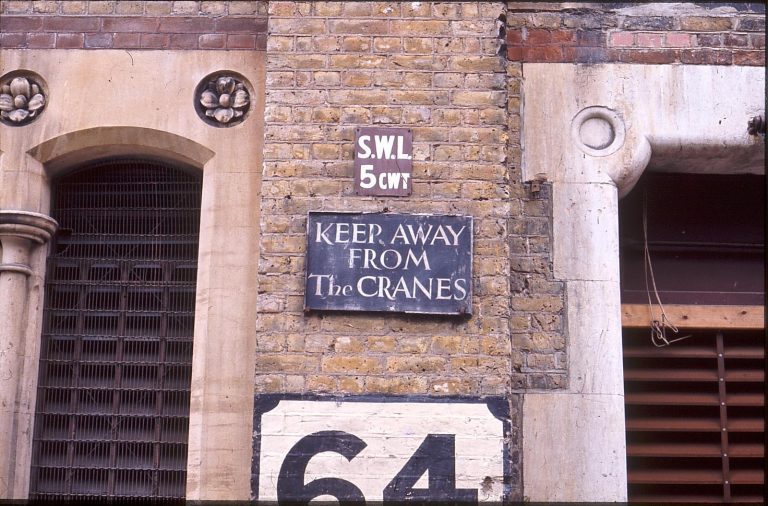 S.W.L
5 CWT
KEEP AWAY
FROM
The CRANES
64